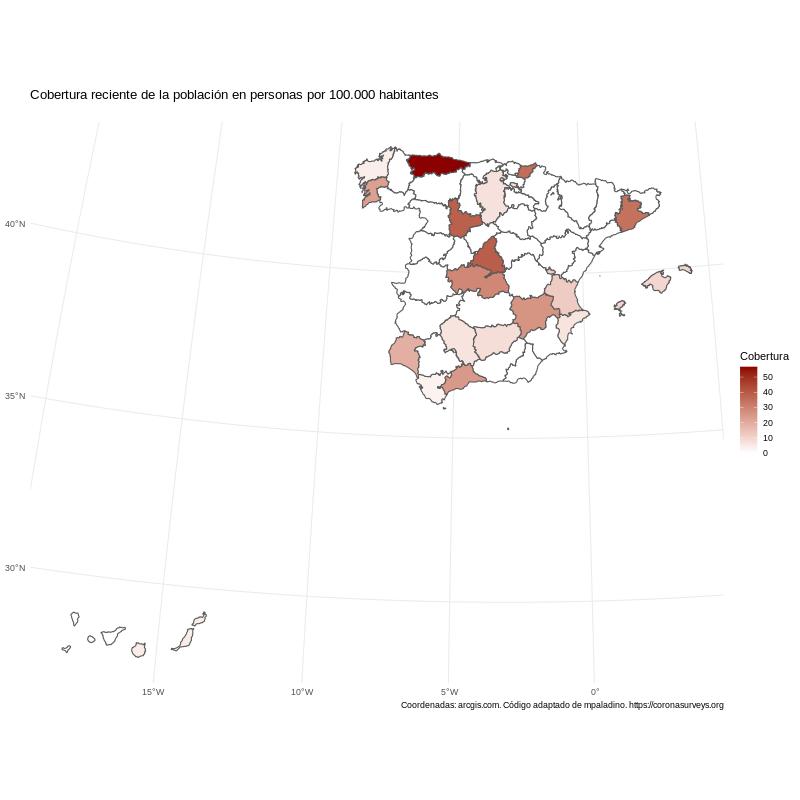 Cobertura reciente de la población en personas por 100.000 habitantes
40°N
35°N
30°N
15°W
10°W
5°W
0°
Cobertura
50
40
30
20
10
0
Coordenadas: arcgis.com. Código adaptado de mpaladino. https://coronasurveys.org